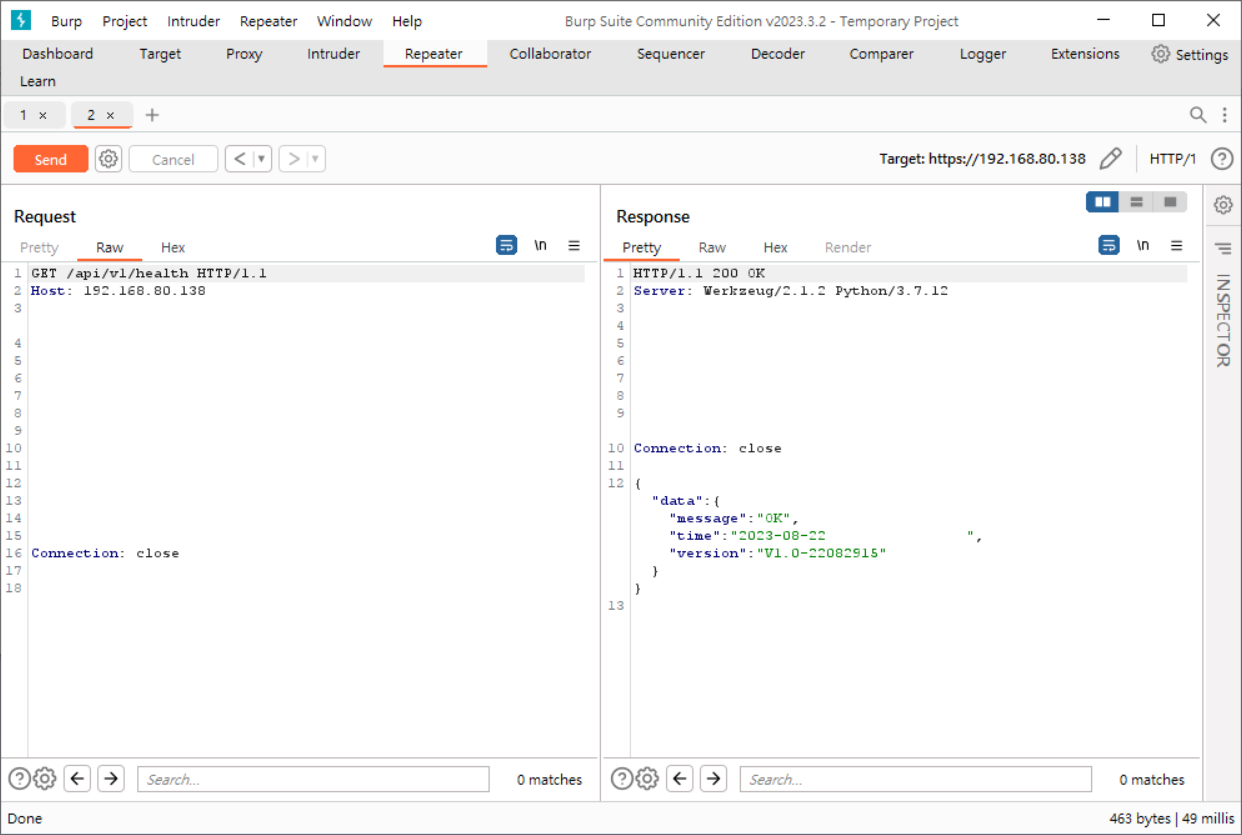 Burp Project Intruder Repeater Window Help Burp Suite Community Edition v2023.3.2 - Temporary Project
Dashboard Target Proxy Intruder Repeater Collaborator Sequencer Decoder Comparer Logger Extensions Settings
Learn
1 × 2 × +
Send Cancel < > Target: https://192.168.80.138 HTTP/1 ?
Request
Pretty Raw Hex \n
1 GET /api/v1/health HTTP/1.1
2 Host: 192.168.80.138
3
4
5
6
7
8
9
10
11
12
13
14
15
16 Connection: close
17
18
? Search... 0 matches
Response
Pretty Raw Hex Render \n
1 HTTP/1.1 200 OK
2 Server: Werkzeug/2.1.2 Python/3.7.12
3
4
5
6
7
8
9
10 Connection: close
11
12 {
"data":{
"message":"OK",
"time":"2023-08-22 ",
"version":"V1.0-22082915"
}
}
13
? Search... 0 matches
INSPECTOR
Done 463 bytes | 49 millis